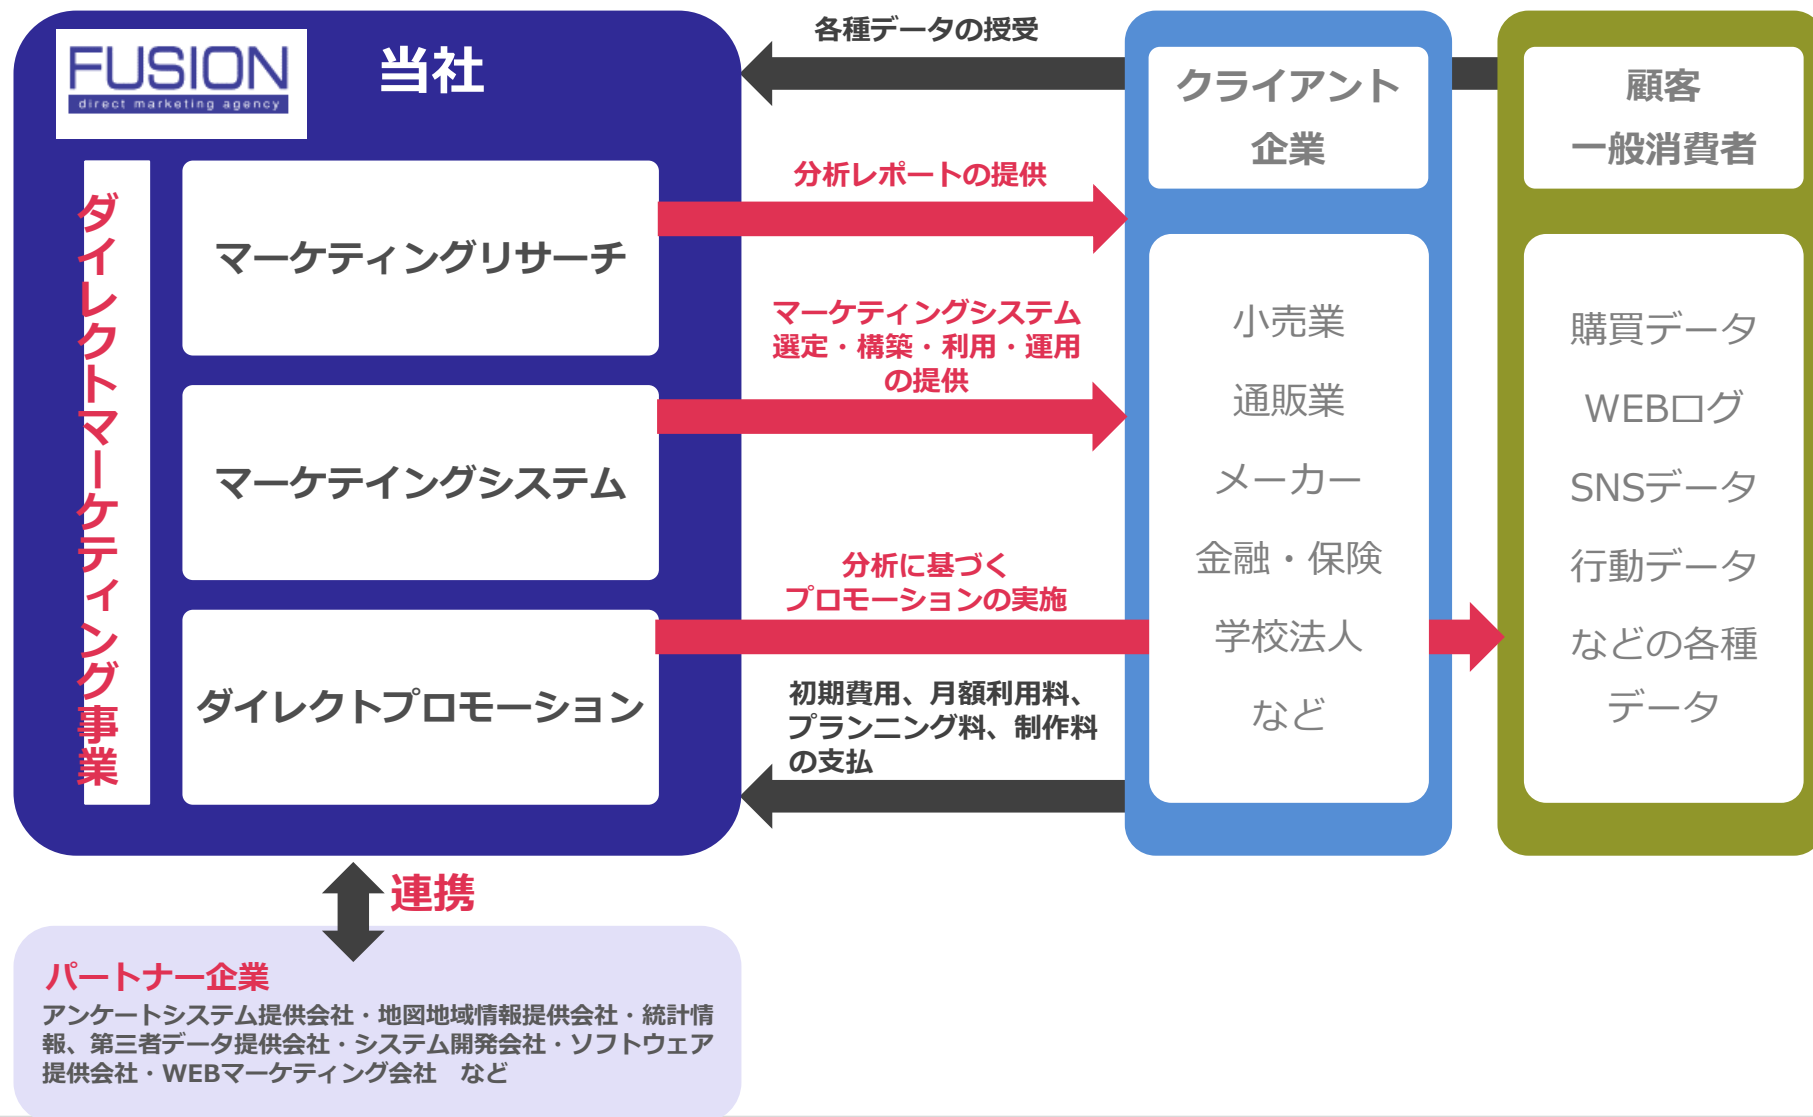 FUSION
direct marketing agency
当社
ダイレクトマーケティング事業
マーケティングリサーチ
マーケテイングシステム
ダイレクトプロモーション
各種データの授受
分析レポートの提供
マーケティングシステム
選定・構築・利用・運用
の提供
分析に基づく
プロモーションの実施
初期費用、月額利用料、
プランニング料、制作料
の支払
クライアント
企業
小売業
通販業
メーカー
金融・保険
学校法人
など
顧客
一般消費者
購買データ
WEBログ
SNSデータ
行動データ
などの各種
データ
連携
パートナー企業
アンケートシステム提供会社・地図地域情報提供会社・統計情
報、第三者データ提供会社・システム開発会社・ソフトウェア
提供会社・WEBマーケティング会社　など